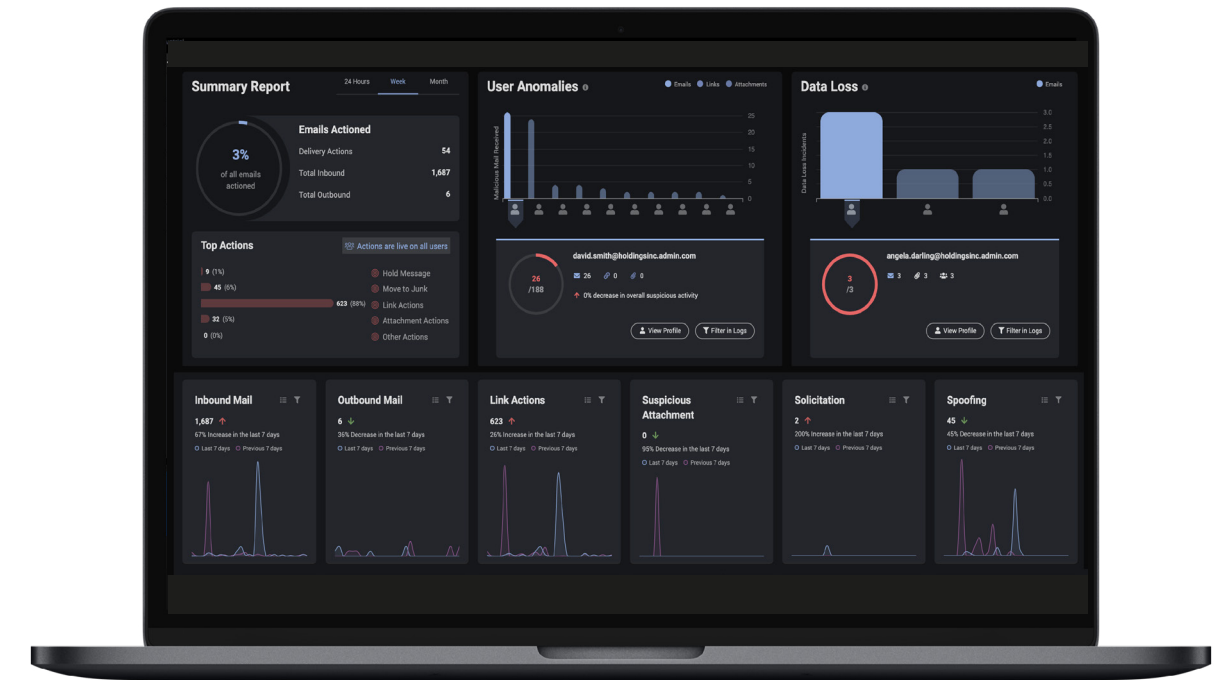 Summary Report
24 Hours
Week
Month
3%
of all emails
actioned
Emails Actioned
Delivery Actions 54
Total Inbound 1,687
Total Outbound 6
Top Actions
Actions are live on all users
9 (1%)
45 (6%)
623 (88%)
32 (5%)
0 (0%)
Hold Message
Move to Junk
Link Actions
Attachment Actions
Other Actions
User Anomalies
Emails
Links
Attachments
Malicious Mail Received
25
20
15
10
5
0
26
/188
david.smith@holdingsinc.admin.com
26 0 0
0% decrease in overall suspicious activity
View Profile
Filter in Logs
Data Loss
Emails
Data Loss Incidents
3.0
2.5
2.0
1.5
1.0
0.5
0.0
3
/3
angela.darling@holdingsinc.admin.com
3 3 3
View Profile
Filter in Logs
Inbound Mail
1,687
67% Increase in the last 7 days
Last 7 days Previous 7 days
Outbound Mail
6
36% Decrease in the last 7 days
Last 7 days Previous 7 days
Link Actions
623
26% Increase in the last 7 days
Last 7 days Previous 7 days
Suspicious
Attachment
0
95% Decrease in the last 7 days
Last 7 days Previous 7 days
Solicitation
2
200% Increase in the last 7 days
Last 7 days Previous 7 days
Spoofing
45
45% Decrease in the last 7 days
Last 7 days Previous 7 days